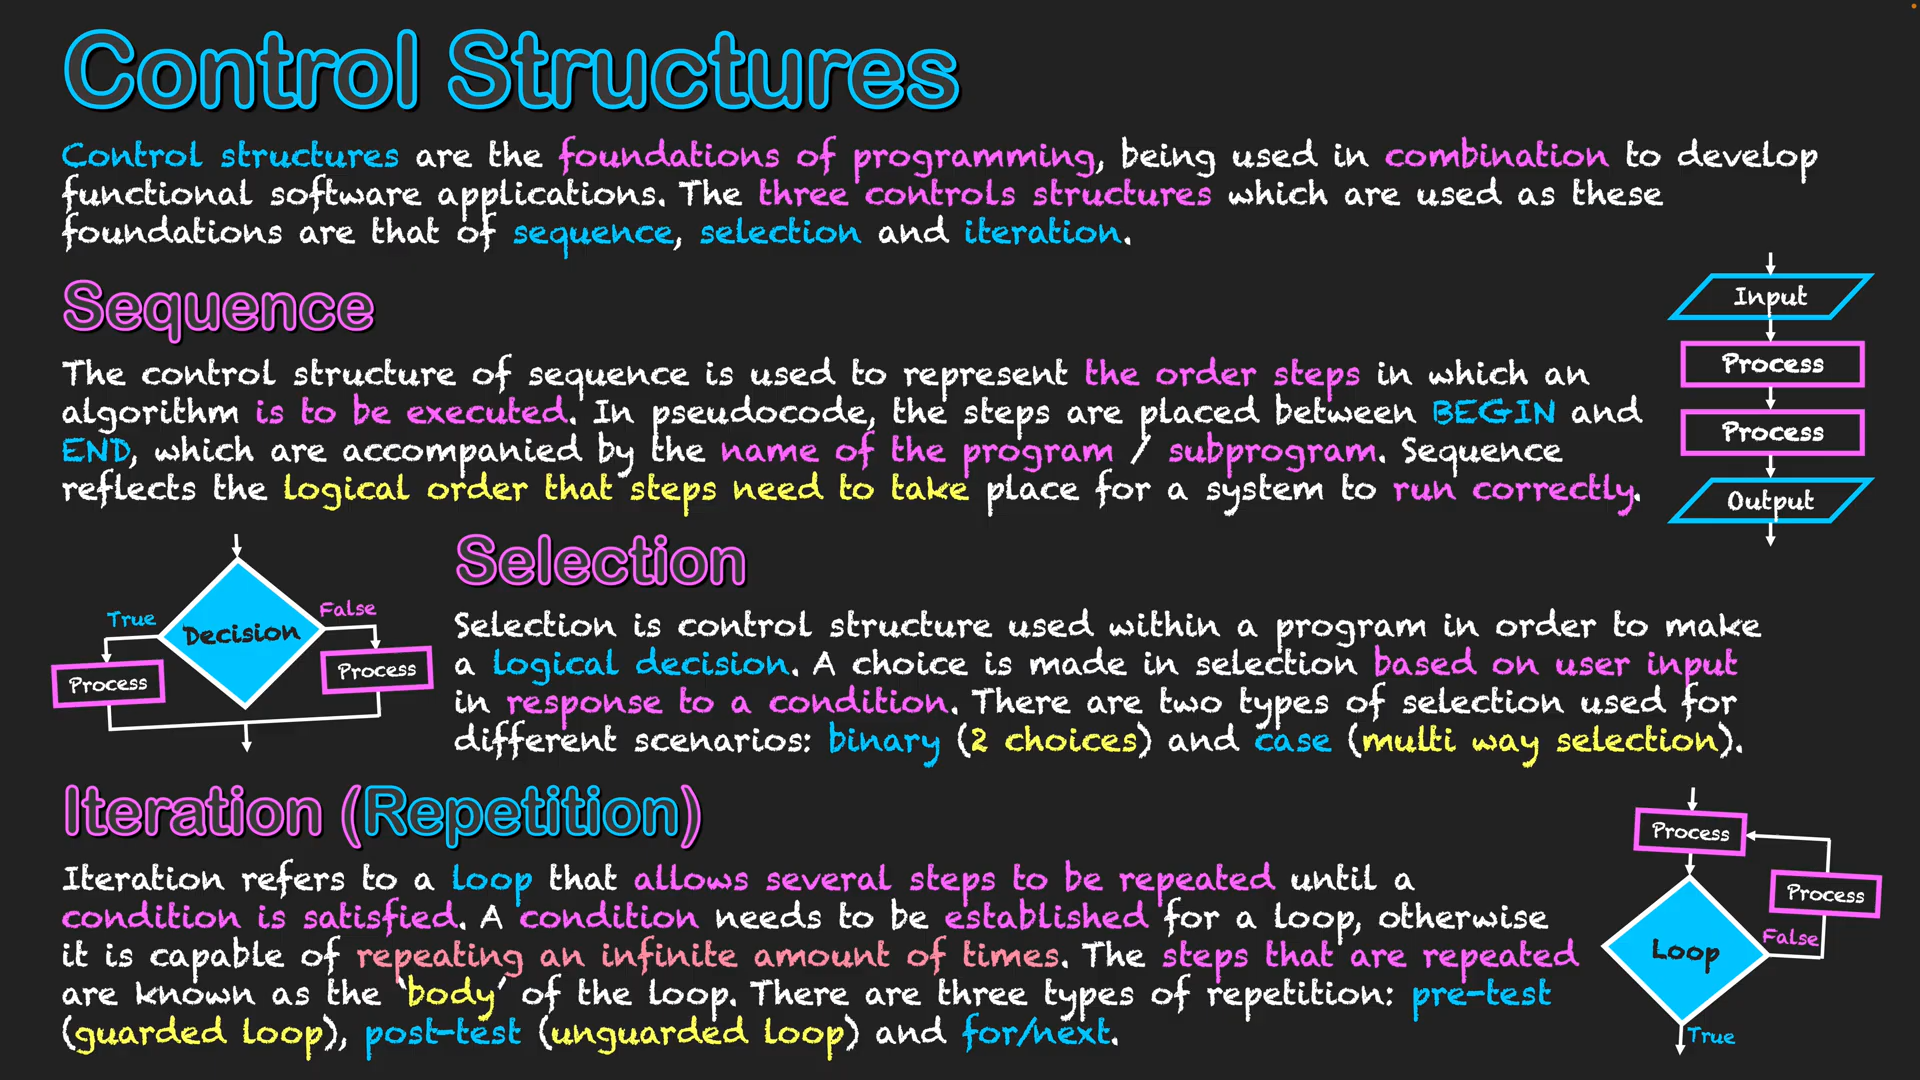 Control Structures
Control structures are the foundations of programming, being used in combination to develop
functional software applications. The three controls structures which are used as these
foundations are that of sequence, selection and iteration.
Sequence
The control structure of sequence is used to represent the order steps in which an
algorithm is to be executed. In pseudocode, the steps are placed between BEGIN and
END, which are accompanied by the name of the program / subprogram. Sequence
reflects the logical order that steps need to take place for a system to run correctly.
Input
Process
Process
Output
Decision
True
False
Process
Process
Selection
Selection is control structure used within a program in order to make
a logical decision. A choice is made in selection based on user input
in response to a condition. There are two types of selection used for
different scenarios: binary (2 choices) and case (multi way selection).
Iteration (Repetition)
Iteration refers to a loop that allows several steps to be repeated until a
condition is satisfied. A condition needs to be established for a loop, otherwise
it is capable of repeating an infinite amount of times. The steps that are repeated
are known as the 'body' of the loop. There are three types of repetition: pre-test
(guarded loop), post-test (unguarded loop) and for/next.
Process
Process
Loop
False
True